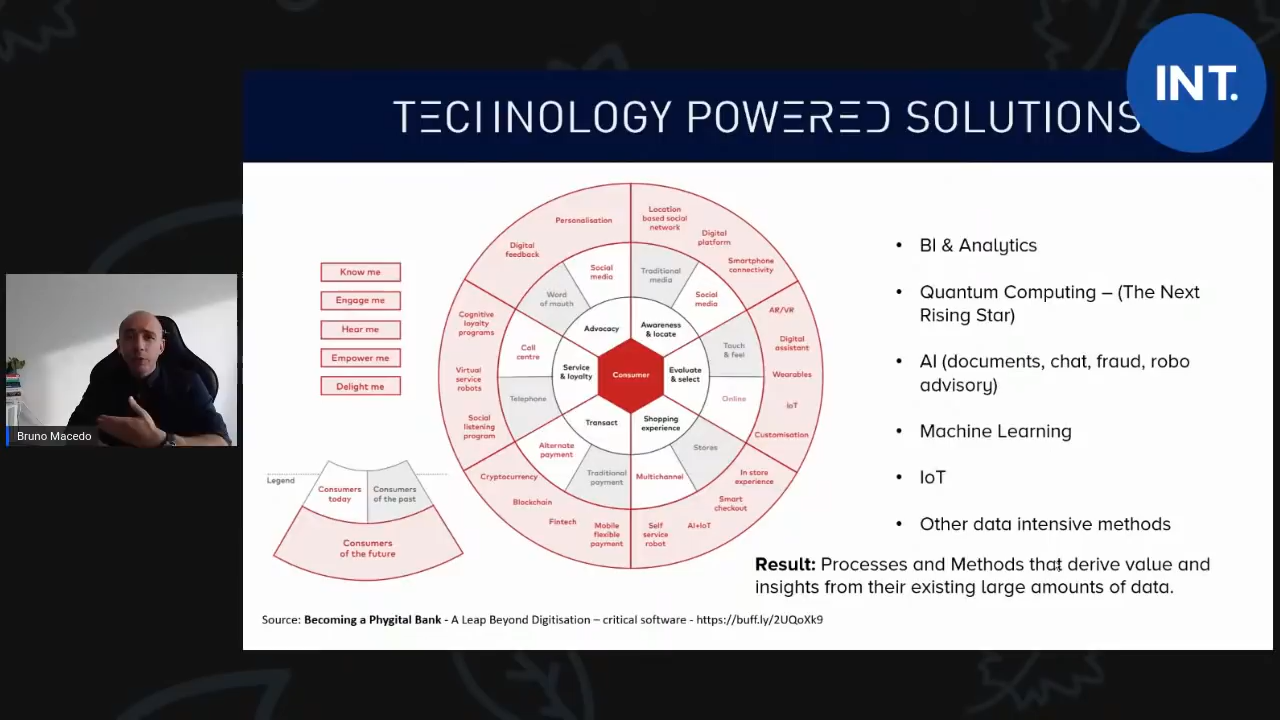 INT.
TECHNOLOGY POWERED SOLUTIONS
Know me
Engage me
Hear me
Empower me
Delight me
Legend
Consumers
today
Consumers
of the past
Consumers
of the future
Personalisation
Digital
feedback
Location
based social
network
Digital
platform
Smartphone
connectivity
Word
of mouth
Social
media
Traditional
media
Social
media
AR/VR
Digital
assistant
Wearables
IoT
Customisation
Cognitive
loyalty
programs
Virtual
service
robots
Social
listening
program
Call
centre
Telephone
Touch
& feel
Online
Advocacy
Awareness
& locate
Service
& loyalty
Consumer
Evaluate
& select
Transact
Shopping
experience
Alternate
payment
Traditional
payment
Multichannel
Stores
Cryptocurrency
Blockchain
Fintech
Mobile
flexible
payment
Self
service
robot
AI+IoT
Smart
checkout
In store
experience
• BI & Analytics
• Quantum Computing – (The Next
Rising Star)
• AI (documents, chat, fraud, robo
advisory)
• Machine Learning
• IoT
• Other data intensive methods
Result: Processes and Methods that derive value and
insights from their existing large amounts of data.
Source: Becoming a Phygital Bank - A Leap Beyond Digitisation – critical software - https://buff.ly/2UQoXk9
Bruno Macedo